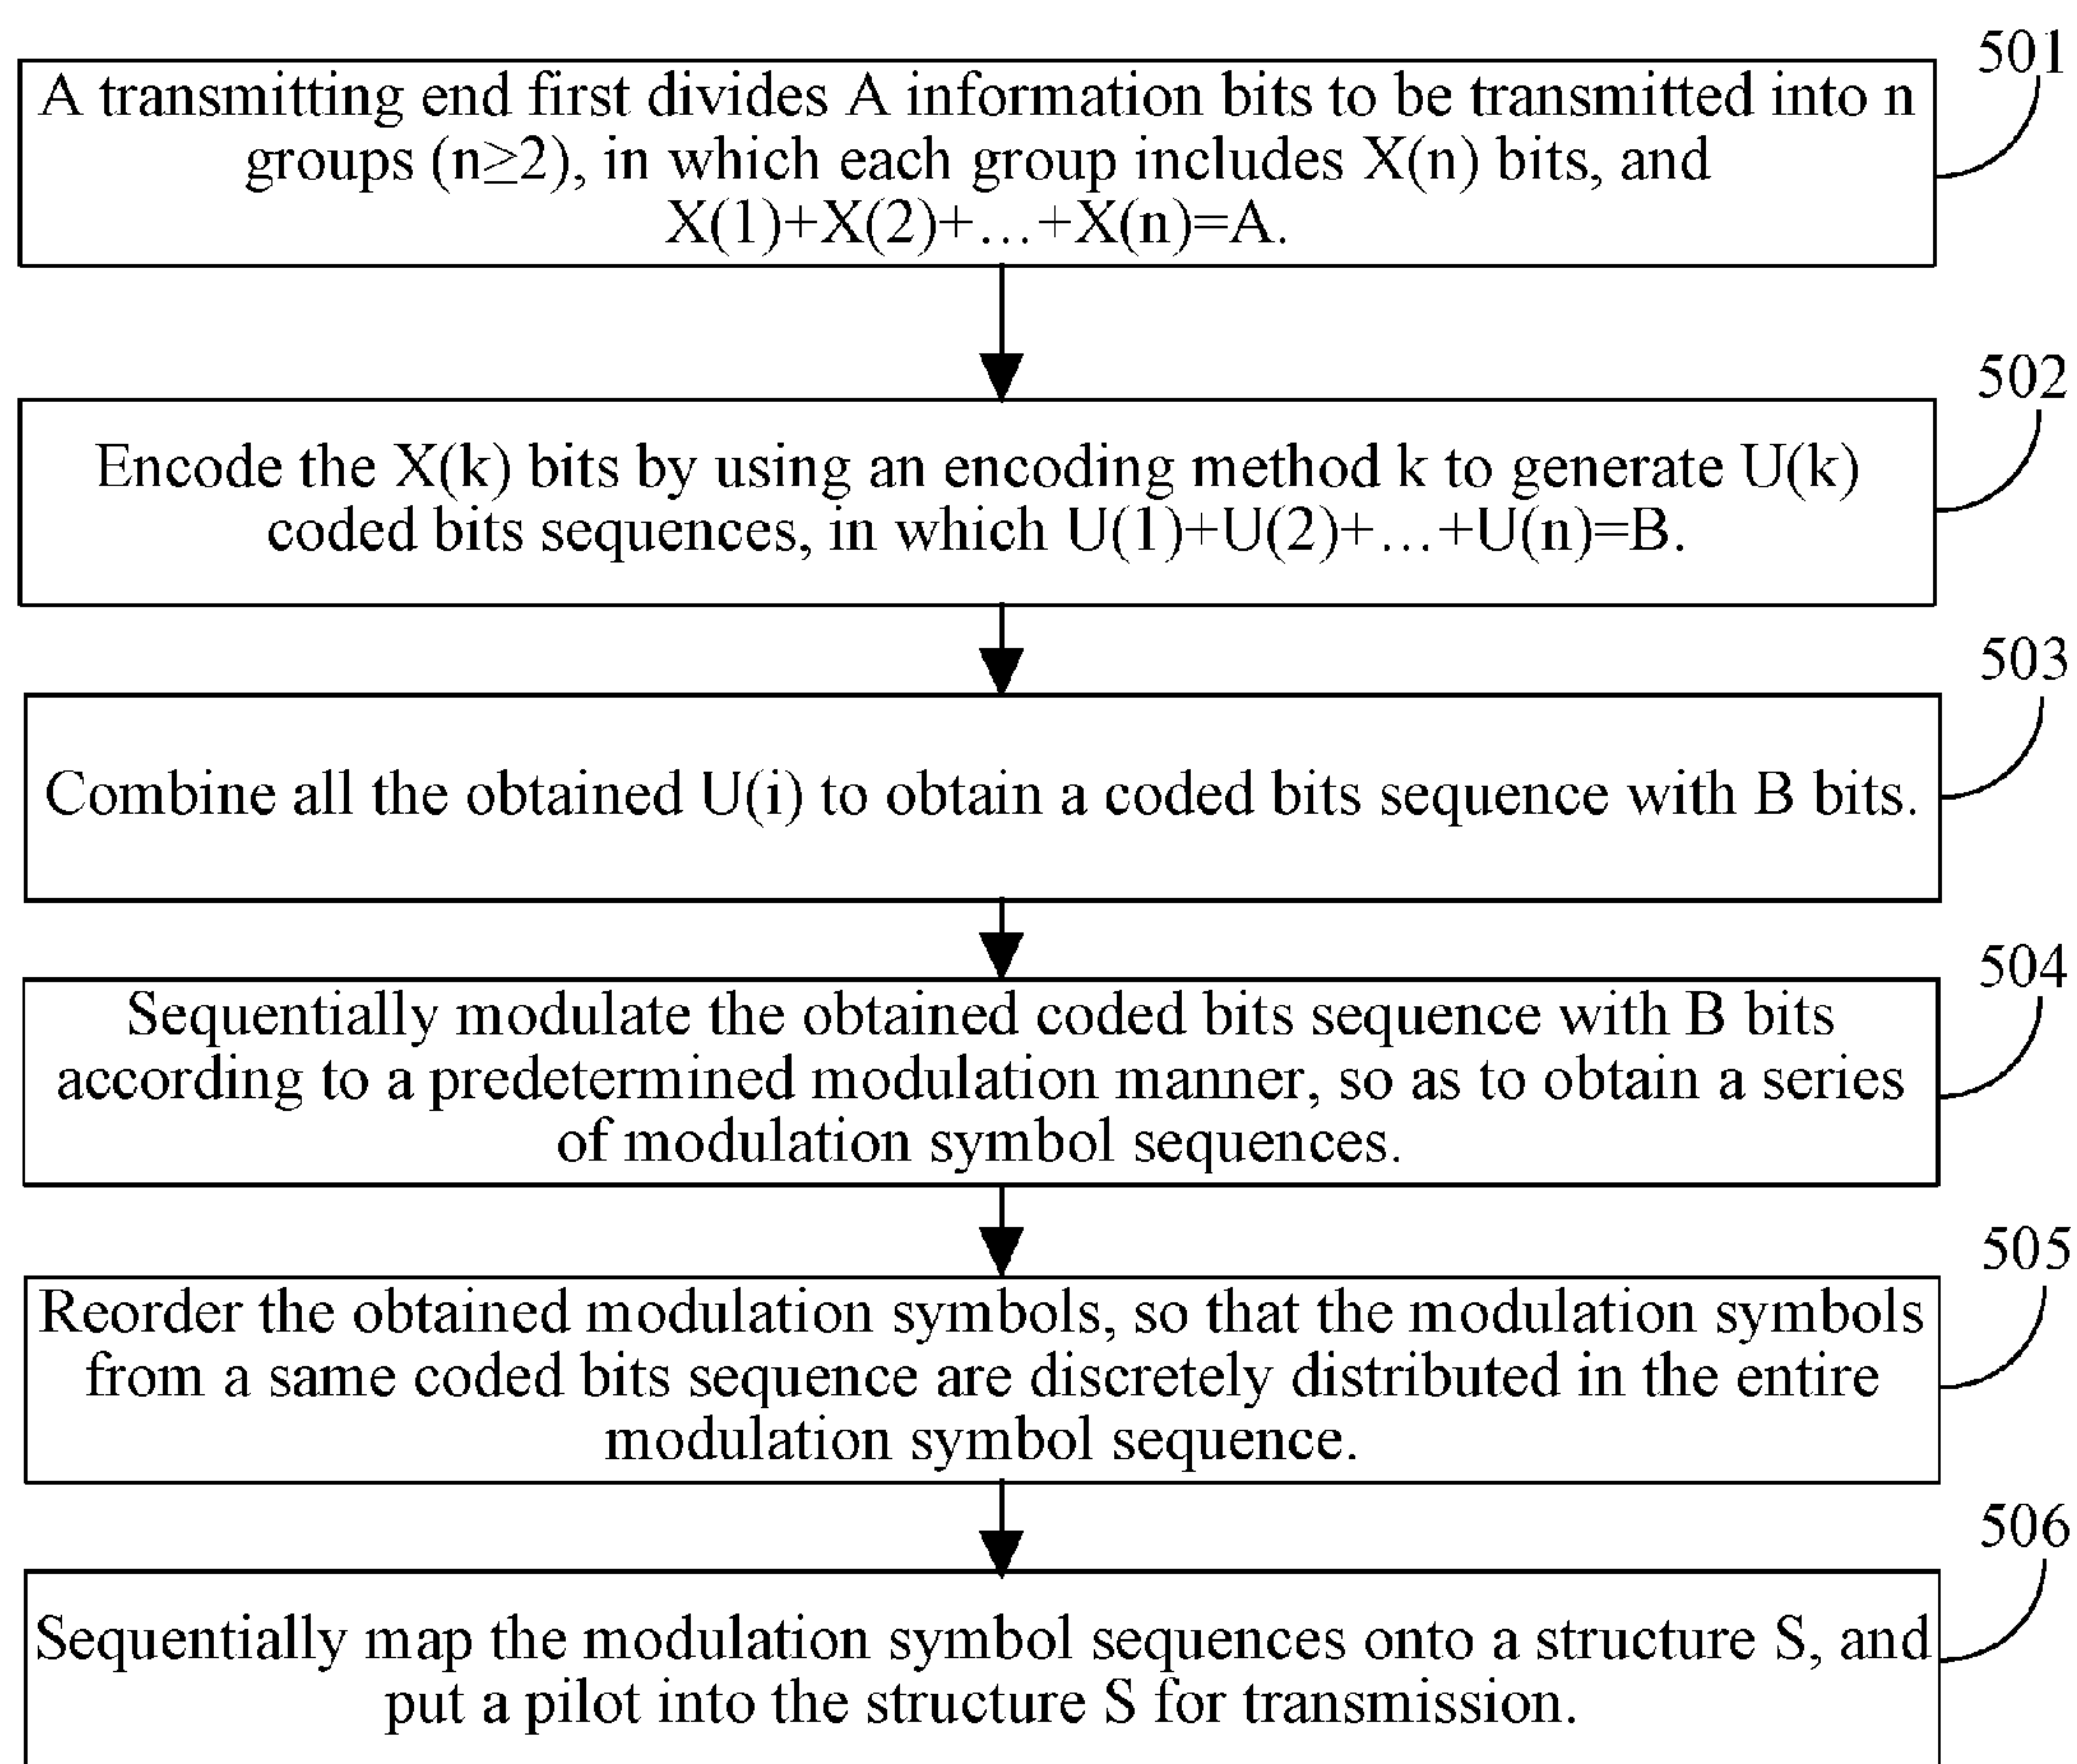 501
A transmitting end first divides A information bits to be transmitted into n
groups (n≥2), in which each group includes X(n) bits, and
X(1)+X(2)+…+X(n)=A.
502
Encode the X(k) bits by using an encoding method k to generate U(k)
coded bits sequences, in which U(1)+U(2)+…+U(n)=B.
503
Combine all the obtained U(i) to obtain a coded bits sequence with B bits.
504
Sequentially modulate the obtained coded bits sequence with B bits
according to a predetermined modulation manner, so as to obtain a series
of modulation symbol sequences.
505
Reorder the obtained modulation symbols, so that the modulation symbols
from a same coded bits sequence are discretely distributed in the entire
modulation symbol sequence.
506
Sequentially map the modulation symbol sequences onto a structure S, and
put a pilot into the structure S for transmission.